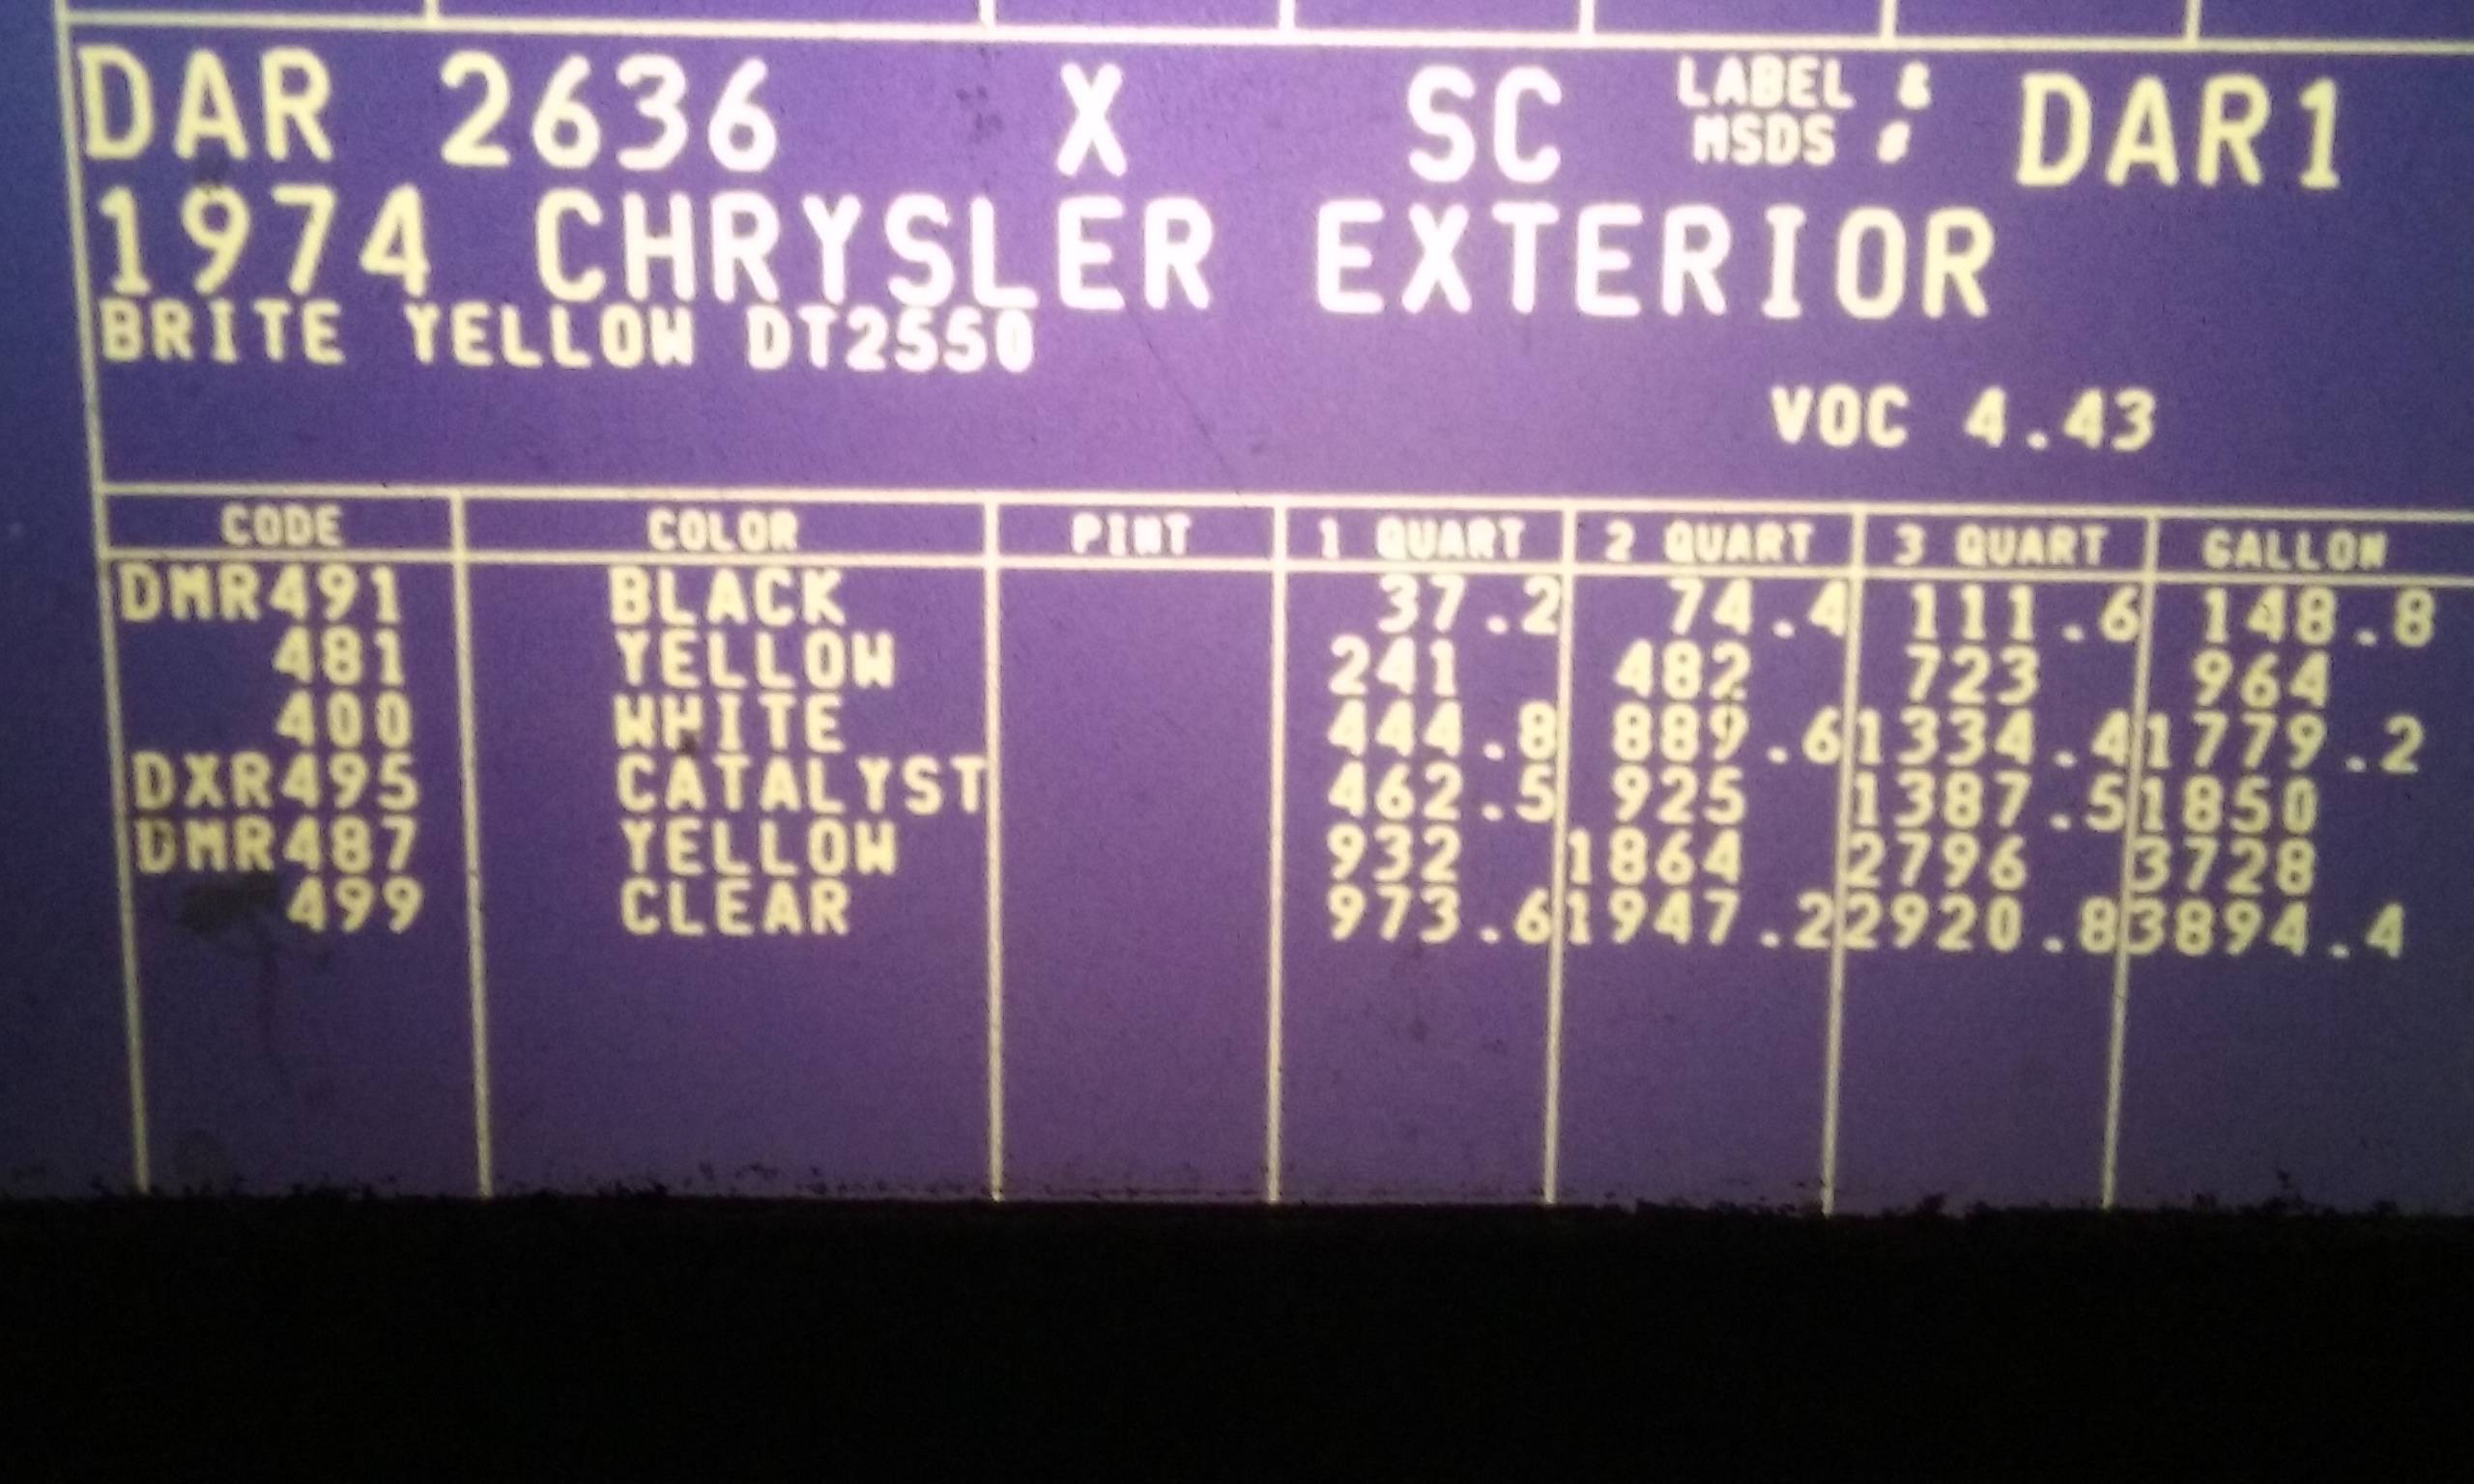 DAR 2636 X SC LABEL & MSDS # DAR1
1974 CHRYSLER EXTERIOR
BRITE YELLOW DT2550
VOC 4.43
CODE COLOR PINT 1 QUART 2 QUART 3 QUART GALLON
DMR491 BLACK 37.2 74.4 111.6 148.8
481 YELLOW 241 482 723 964
400 WHITE 444.8 889.6 1334.4 1779.2
DXR495 CATALYST 462.5 925 1387.5 1850
DMR487 YELLOW 932 1864 2796 3728
499 CLEAR 973.6 1947.2 2920.8 3894.4